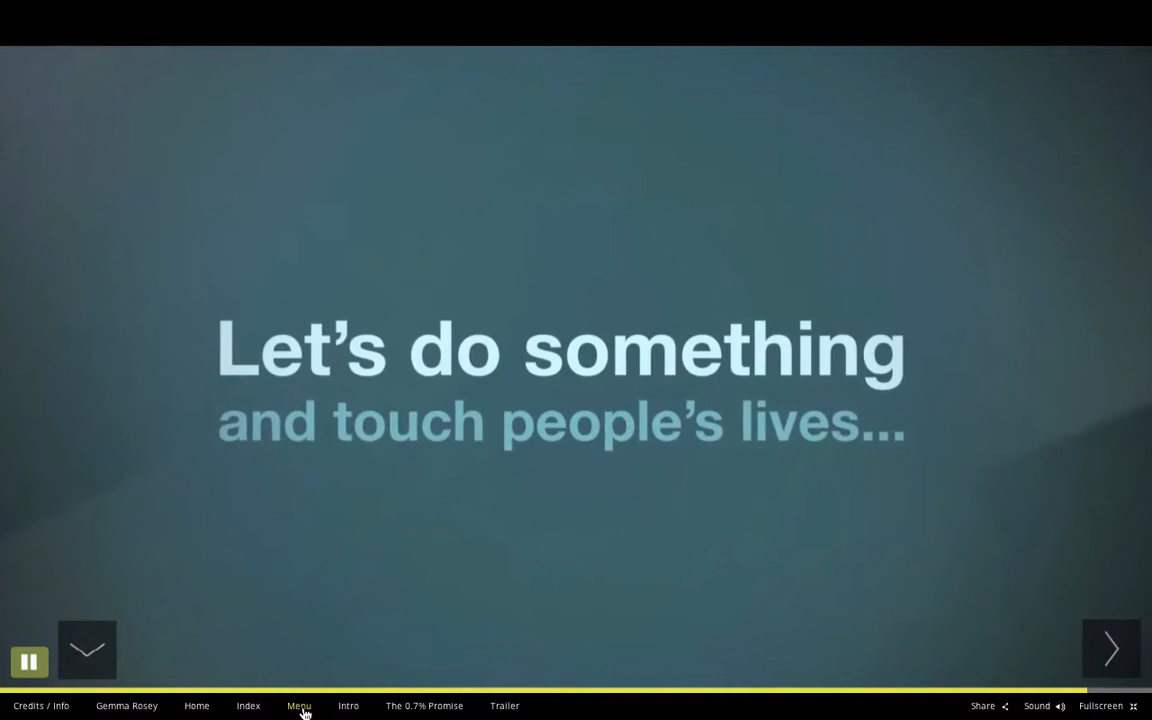 Let's do something
and touch people's lives...
Credits / Info Gemma Rosey Home Index Menu Intro The 0.7% Promise Trailer Share Sound Fullscreen